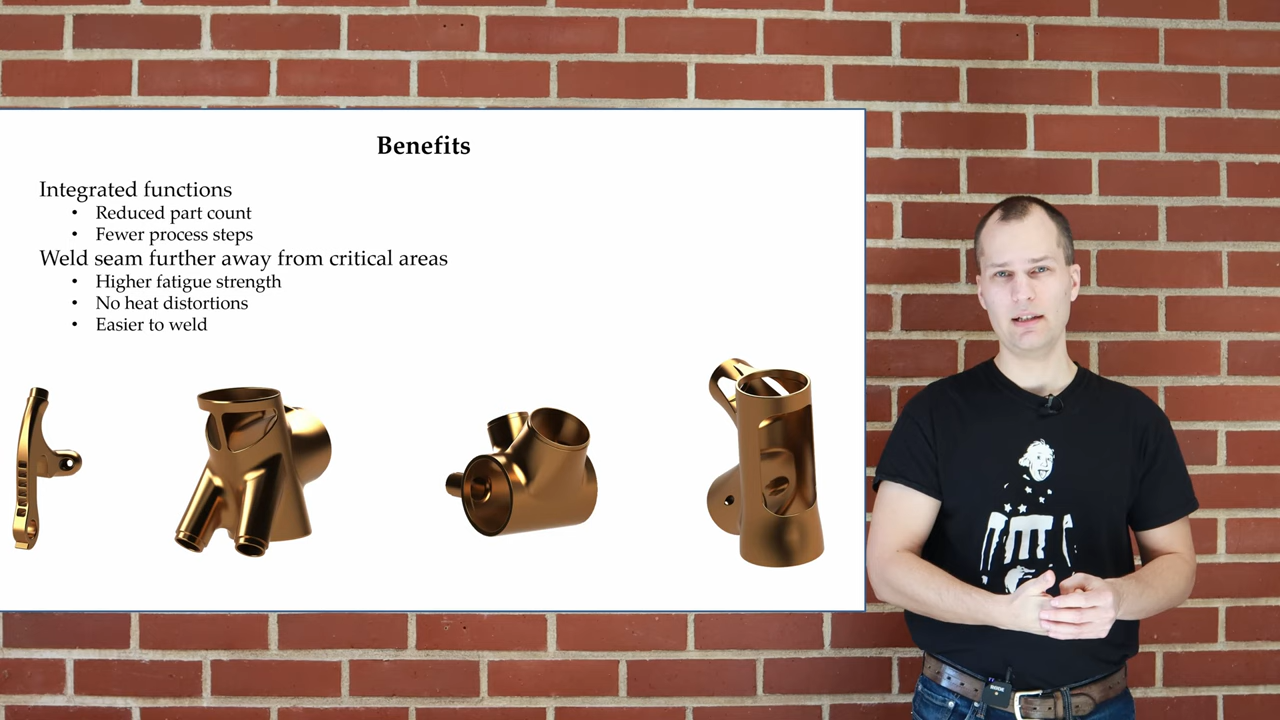 Benefits
Integrated functions
• Reduced part count
• Fewer process steps
Weld seam further away from critical areas
• Higher fatigue strength
• No heat distortions
• Easier to weld